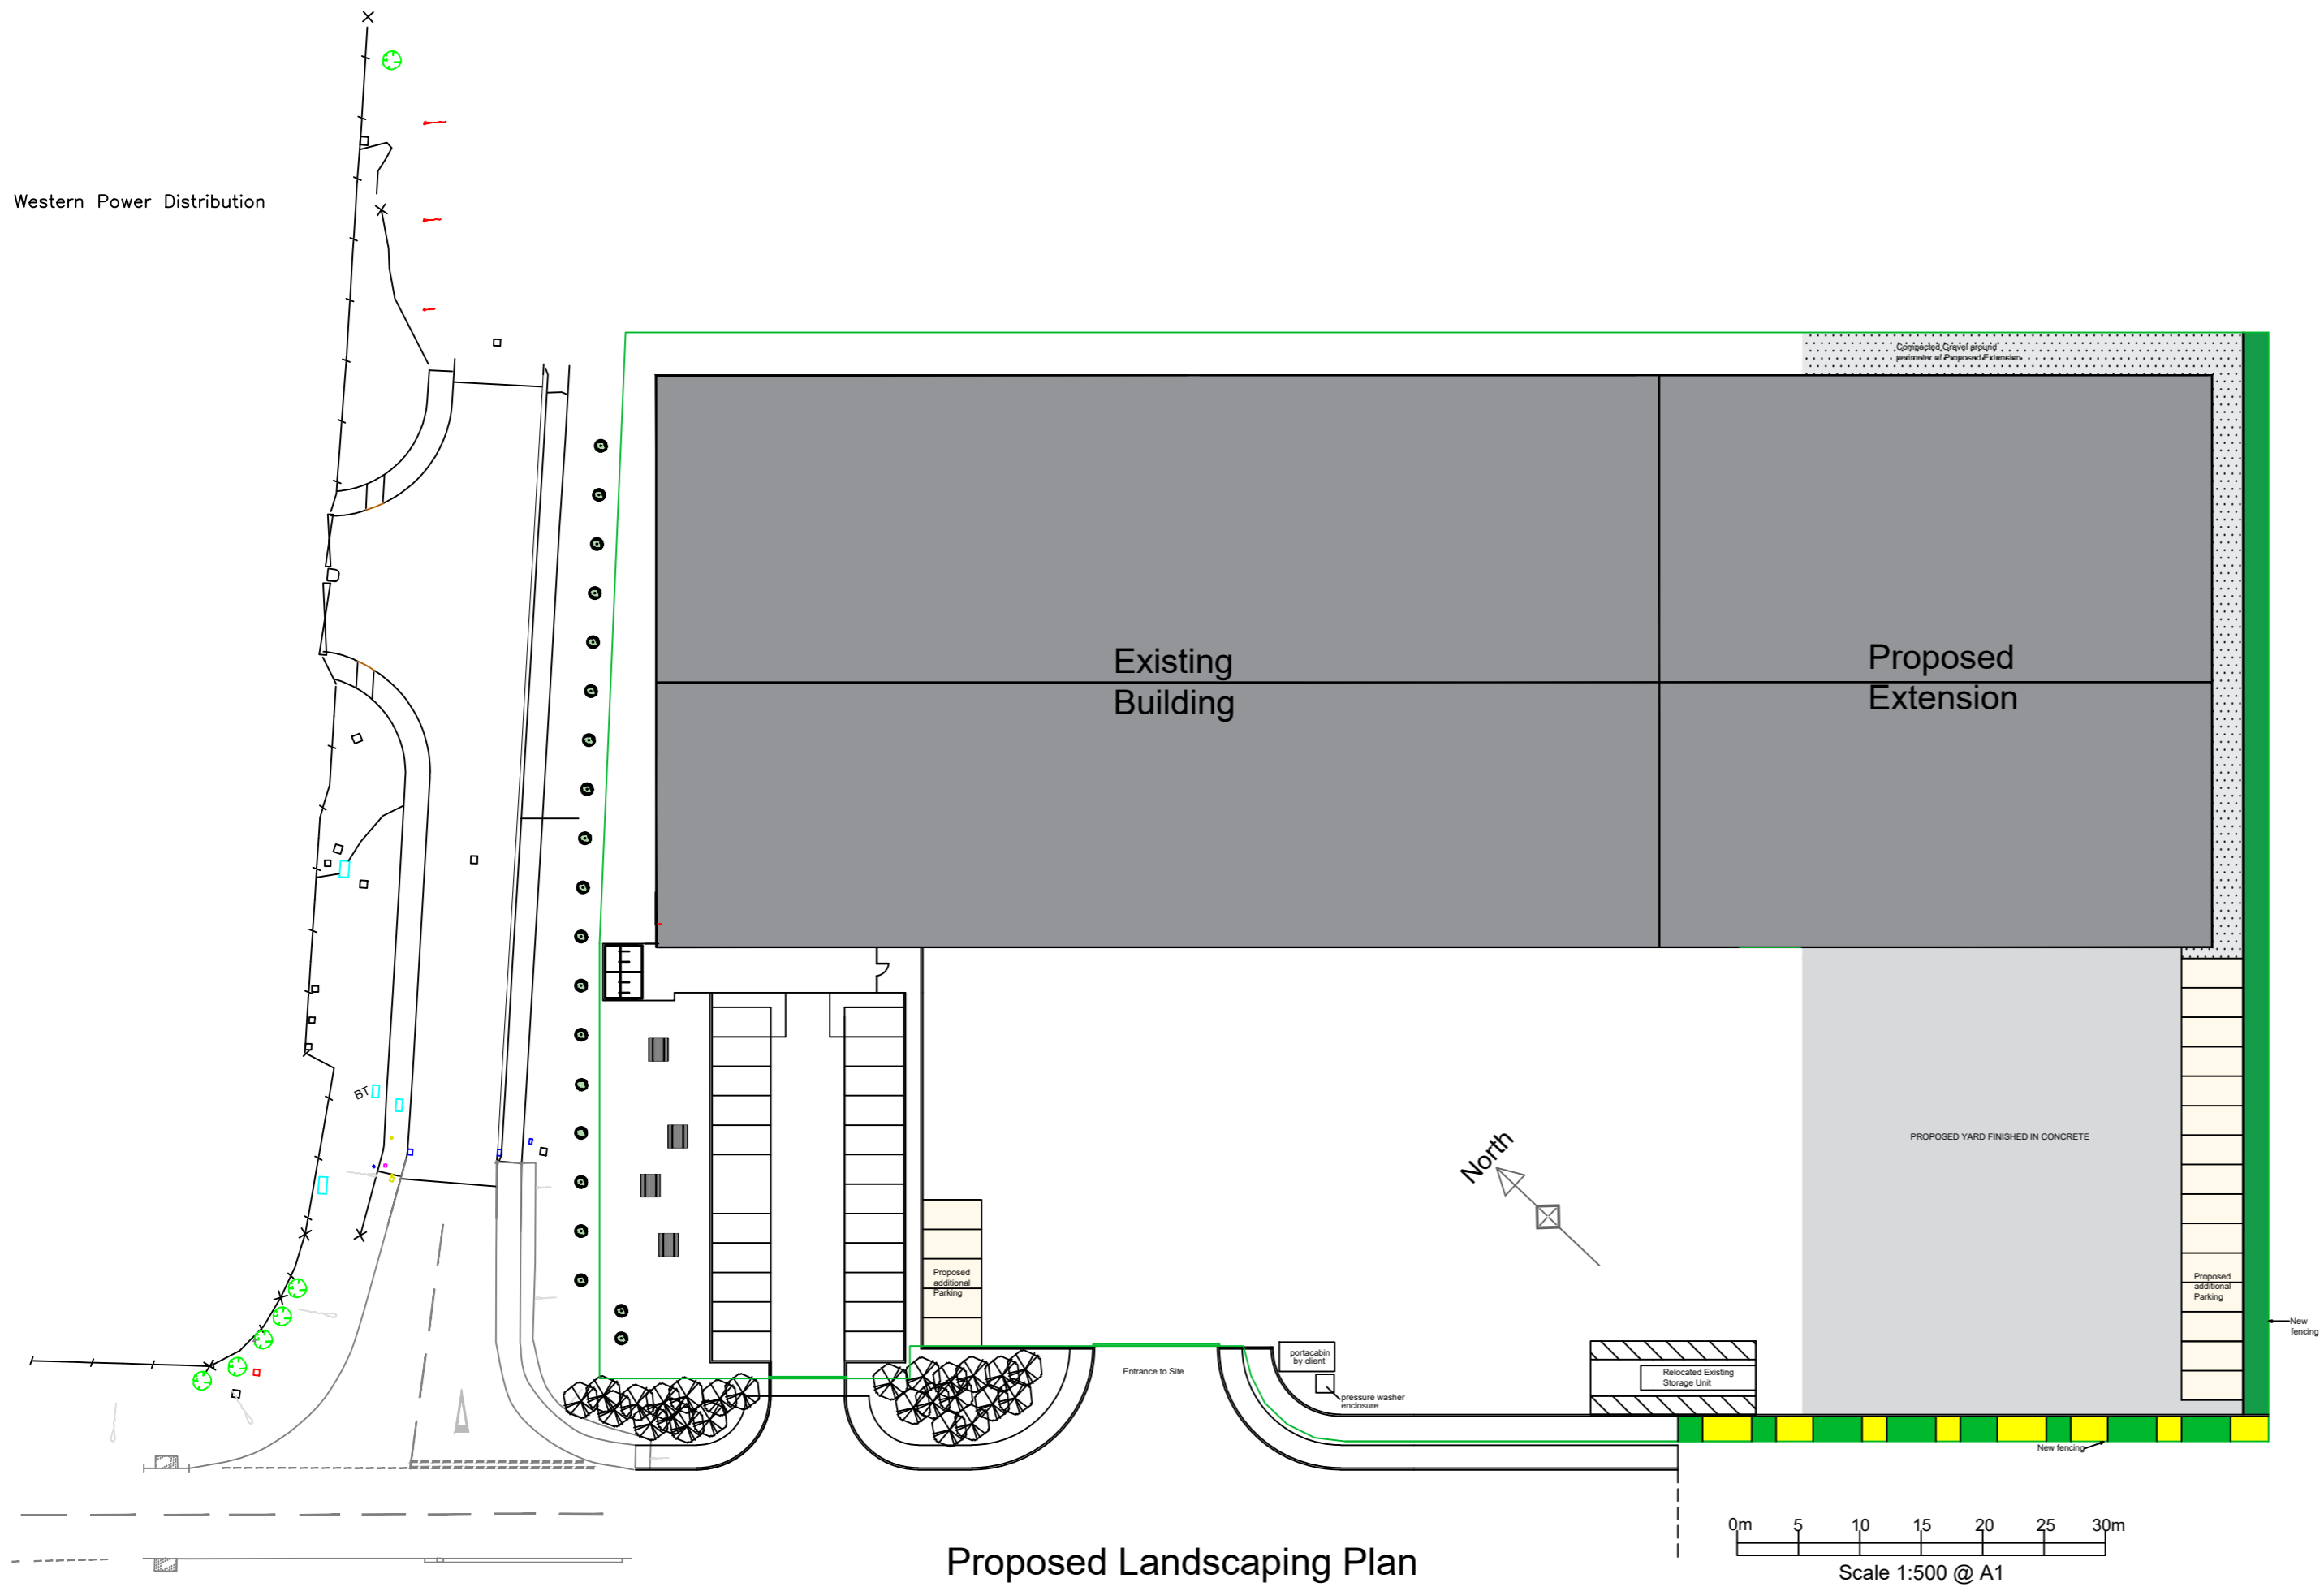 Western Power Distribution
Compacted Gravel around
perimeter of Proposed Extension
Existing
Building
Proposed
Extension
BT
North
PROPOSED YARD FINISHED IN CONCRETE
Proposed
additional
Parking
Proposed
additional
Parking
New
fencing
portacabin
by client
Entrance to Site
Relocated Existing
Storage Unit
pressure washer
enclosure
New fencing
0m 5 10 15 20 25 30m
Scale 1:500 @ A1
Proposed Landscaping Plan